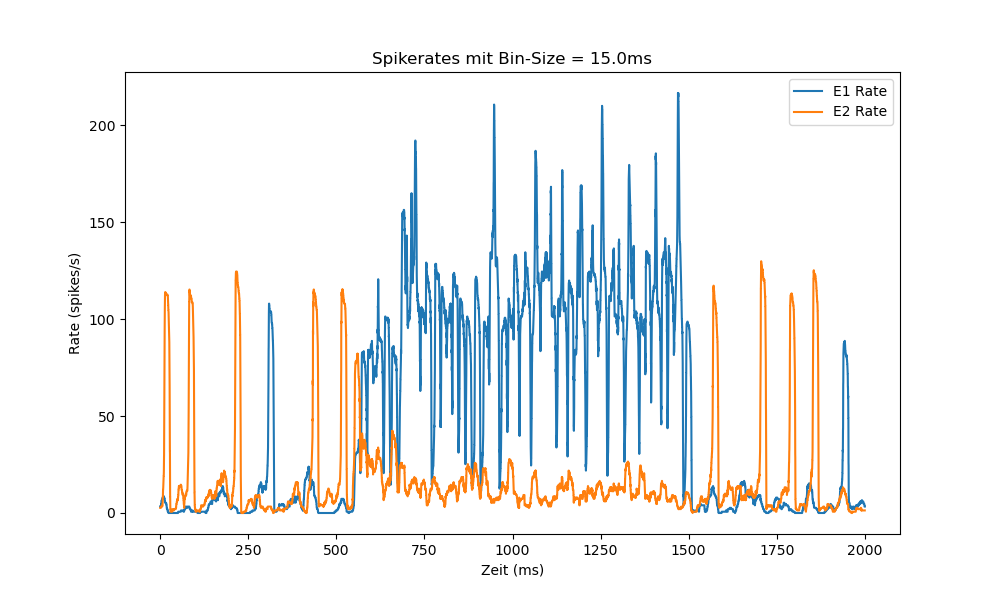 Spikerates mit Bin-Size = 15.0ms
E1 Rate
E2 Rate
Rate (spikes/s)
200
150
100
50
0
0 250 500 750 1000 1250 1500 1750 2000
Zeit (ms)